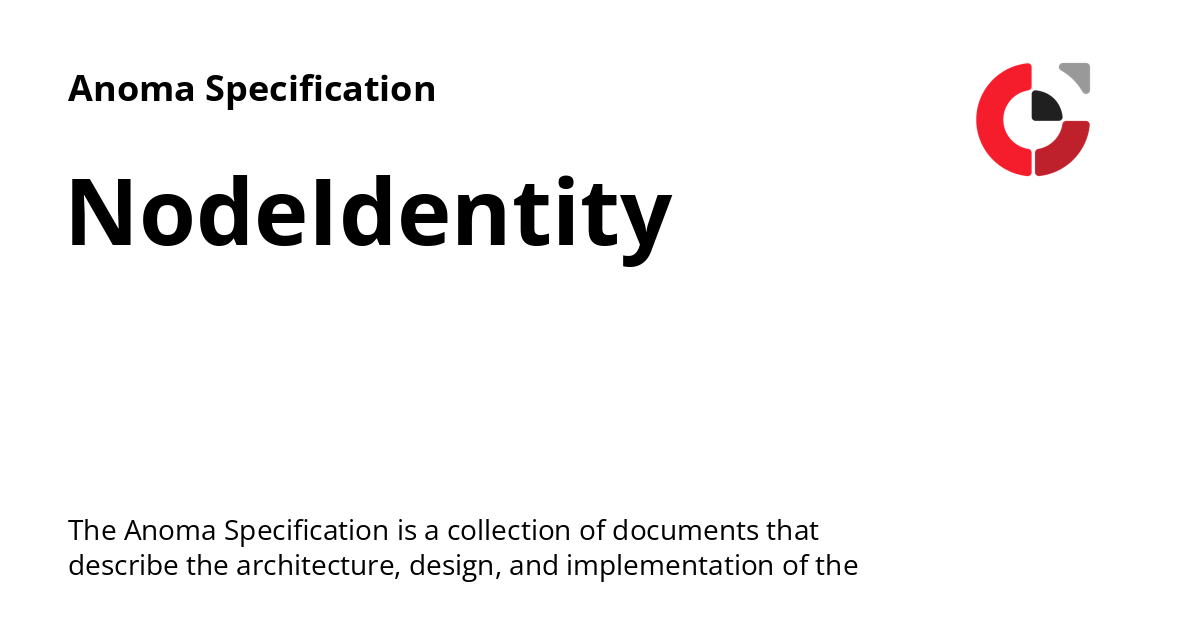 Anoma Specification
NodeIdentity
The Anoma Specification is a collection of documents that
describe the architecture, design, and implementation of the